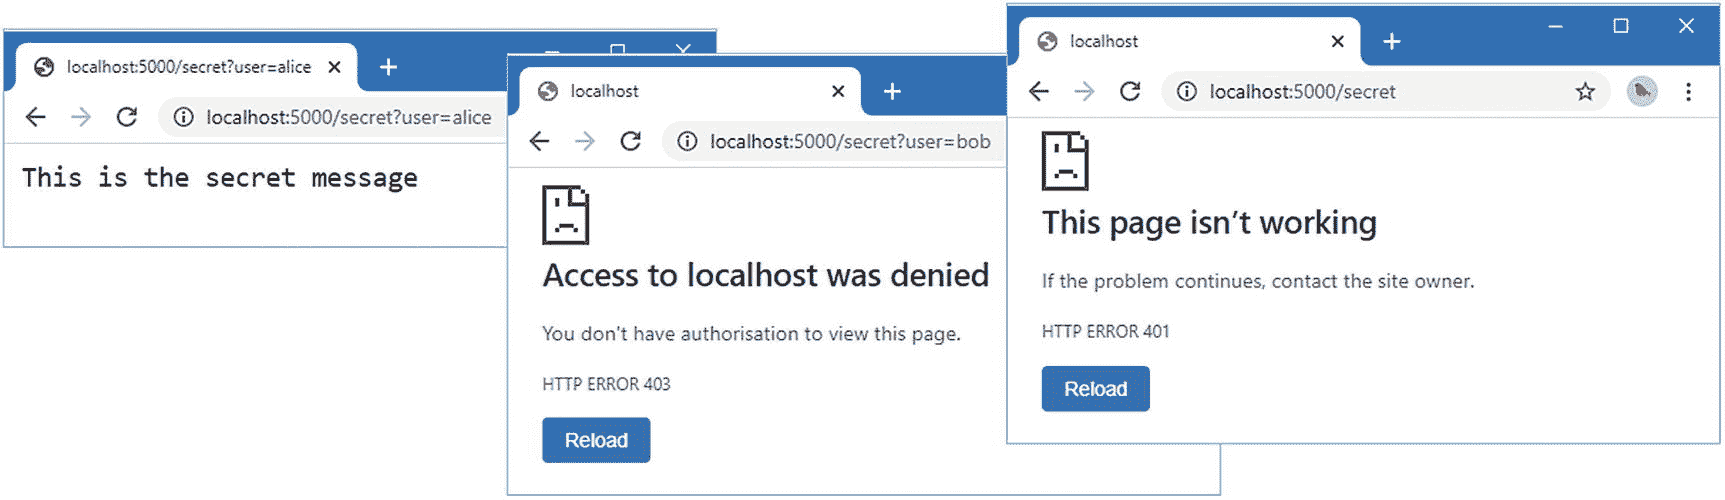 localhost:5000/secret?user=alice
localhost:5000/secret?user=alice
This is the secret message
localhost
localhost:5000/secret?user=bob
Access to localhost was denied
You don't have authorisation to view this page.
HTTP ERROR 403
Reload
localhost
localhost:5000/secret
This page isn't working
If the problem continues, contact the site owner.
HTTP ERROR 401
Reload